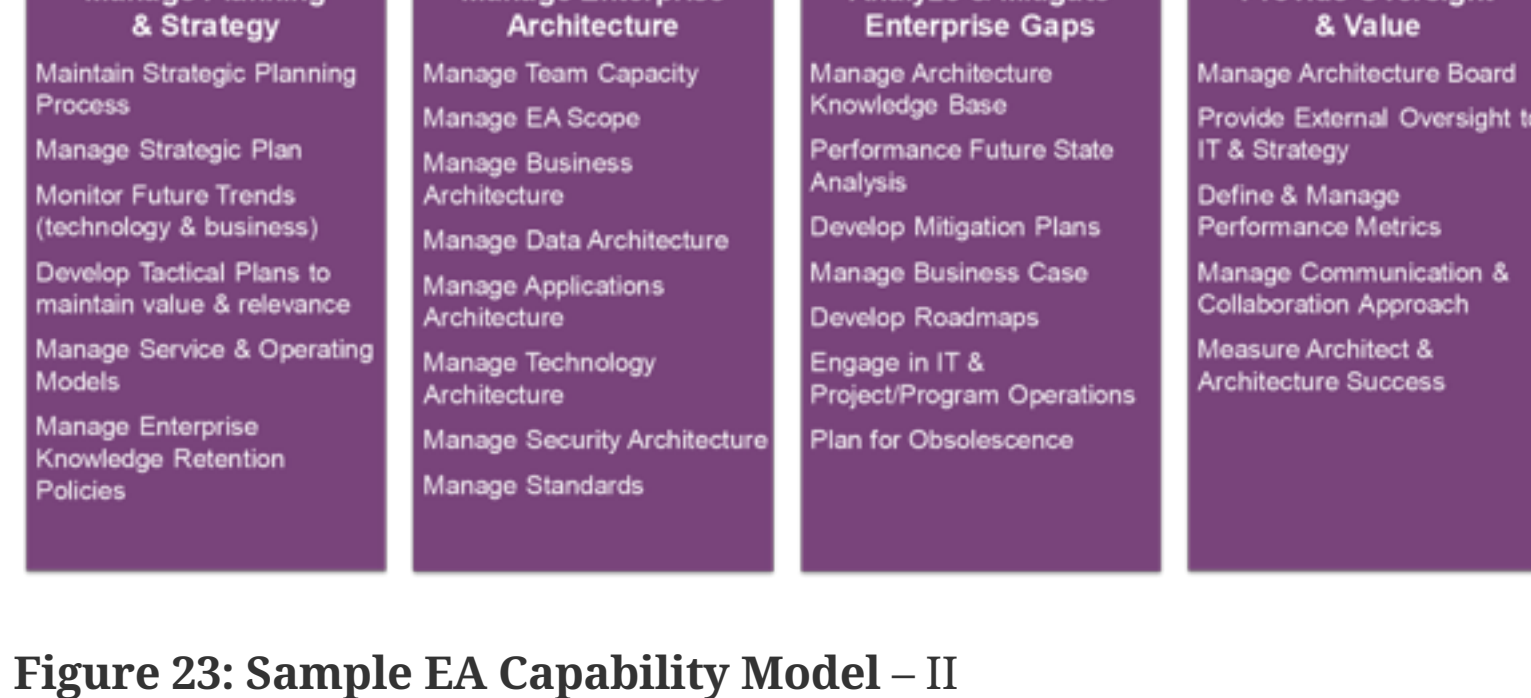 & Strategy
Maintain Strategic Planning
Process
Manage Strategic Plan
Monitor Future Trends
(technology & business)
Develop Tactical Plans to
maintain value & relevance
Manage Service & Operating
Models
Manage Enterprise
Knowledge Retention
Policies
Architecture
Manage Team Capacity
Manage EA Scope
Manage Business
Architecture
Manage Data Architecture
Manage Applications
Architecture
Manage Technology
Architecture
Manage Security Architecture
Manage Standards
Enterprise Gaps
Manage Architecture
Knowledge Base
Performance Future State
Analysis
Develop Mitigation Plans
Manage Business Case
Develop Roadmaps
Engage in IT &
Project/Program Operations
Plan for Obsolescence
& Value
Manage Architecture Board
Provide External Oversight to
IT & Strategy
Define & Manage
Performance Metrics
Manage Communication &
Collaboration Approach
Measure Architect &
Architecture Success
Figure 23: Sample EA Capability Model – II